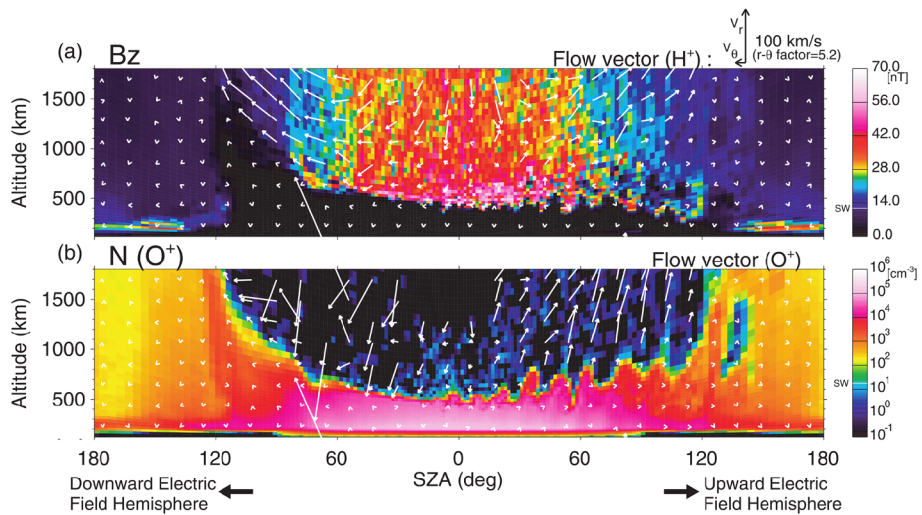 (a) Bz
Flow vector (H+) :
Vr
Vθ
100 km/s
(r-θ factor=5.2)
Altitude (km)
1500
1000
500
70.0
[nT]
56.0
42.0
28.0
14.0
0.0
SW
(b) N (O+)
Flow vector (O+)
Altitude (km)
1500
1000
500
10^6
[cm-3]
10^5
10^4
10^3
10^2
10^1
10^0
10^-1
SW
180 120 60 0 60 120 180
SZA (deg)
Downward Electric
Field Hemisphere
Upward Electric
Field Hemisphere